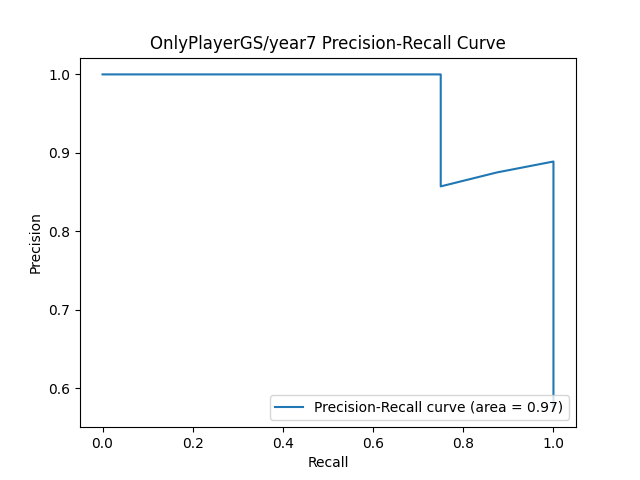 OnlyPlayerGS/year7 Precision-Recall Curve
1.0
0.9
0.8
0.7
0.6
Precision
Precision-Recall curve (area = 0.97)
0.0 0.2 0.4 0.6 0.8 1.0
Recall